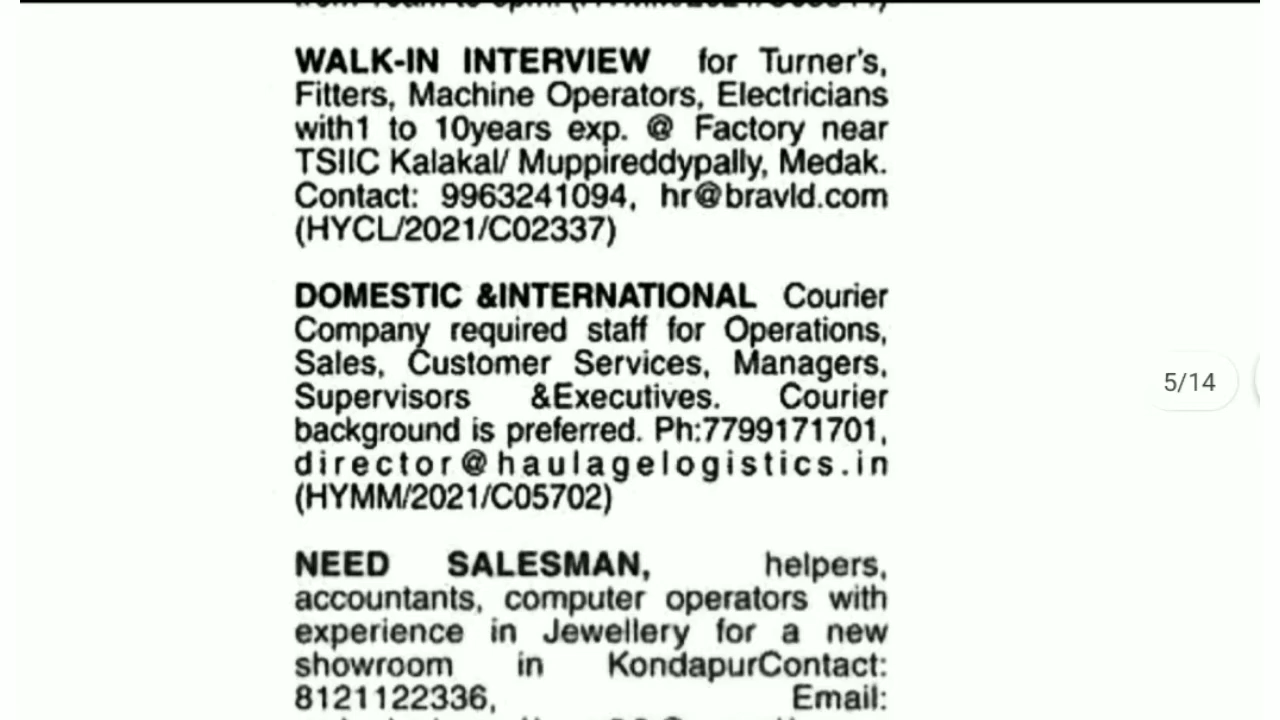 WALK-IN INTERVIEW for Turner's,
Fitters, Machine Operators, Electricians
with1 to 10years exp. @ Factory near
TSIIC Kalakal/ Muppireddypally, Medak.
Contact: 9963241094, hr@bravld.com
(HYCL/2021/C02337)
DOMESTIC &INTERNATIONAL Courier
Company required staff for Operations,
Sales, Customer Services, Managers,
Supervisors &Executives. Courier
background is preferred. Ph:7799171701,
director@haulagelogistics.in
(HYMM/2021/C05702)
5/14
NEED SALESMAN, helpers,
accountants, computer operators with
experience in Jewellery for a new
showroom in KondapurContact:
8121122336, Email: